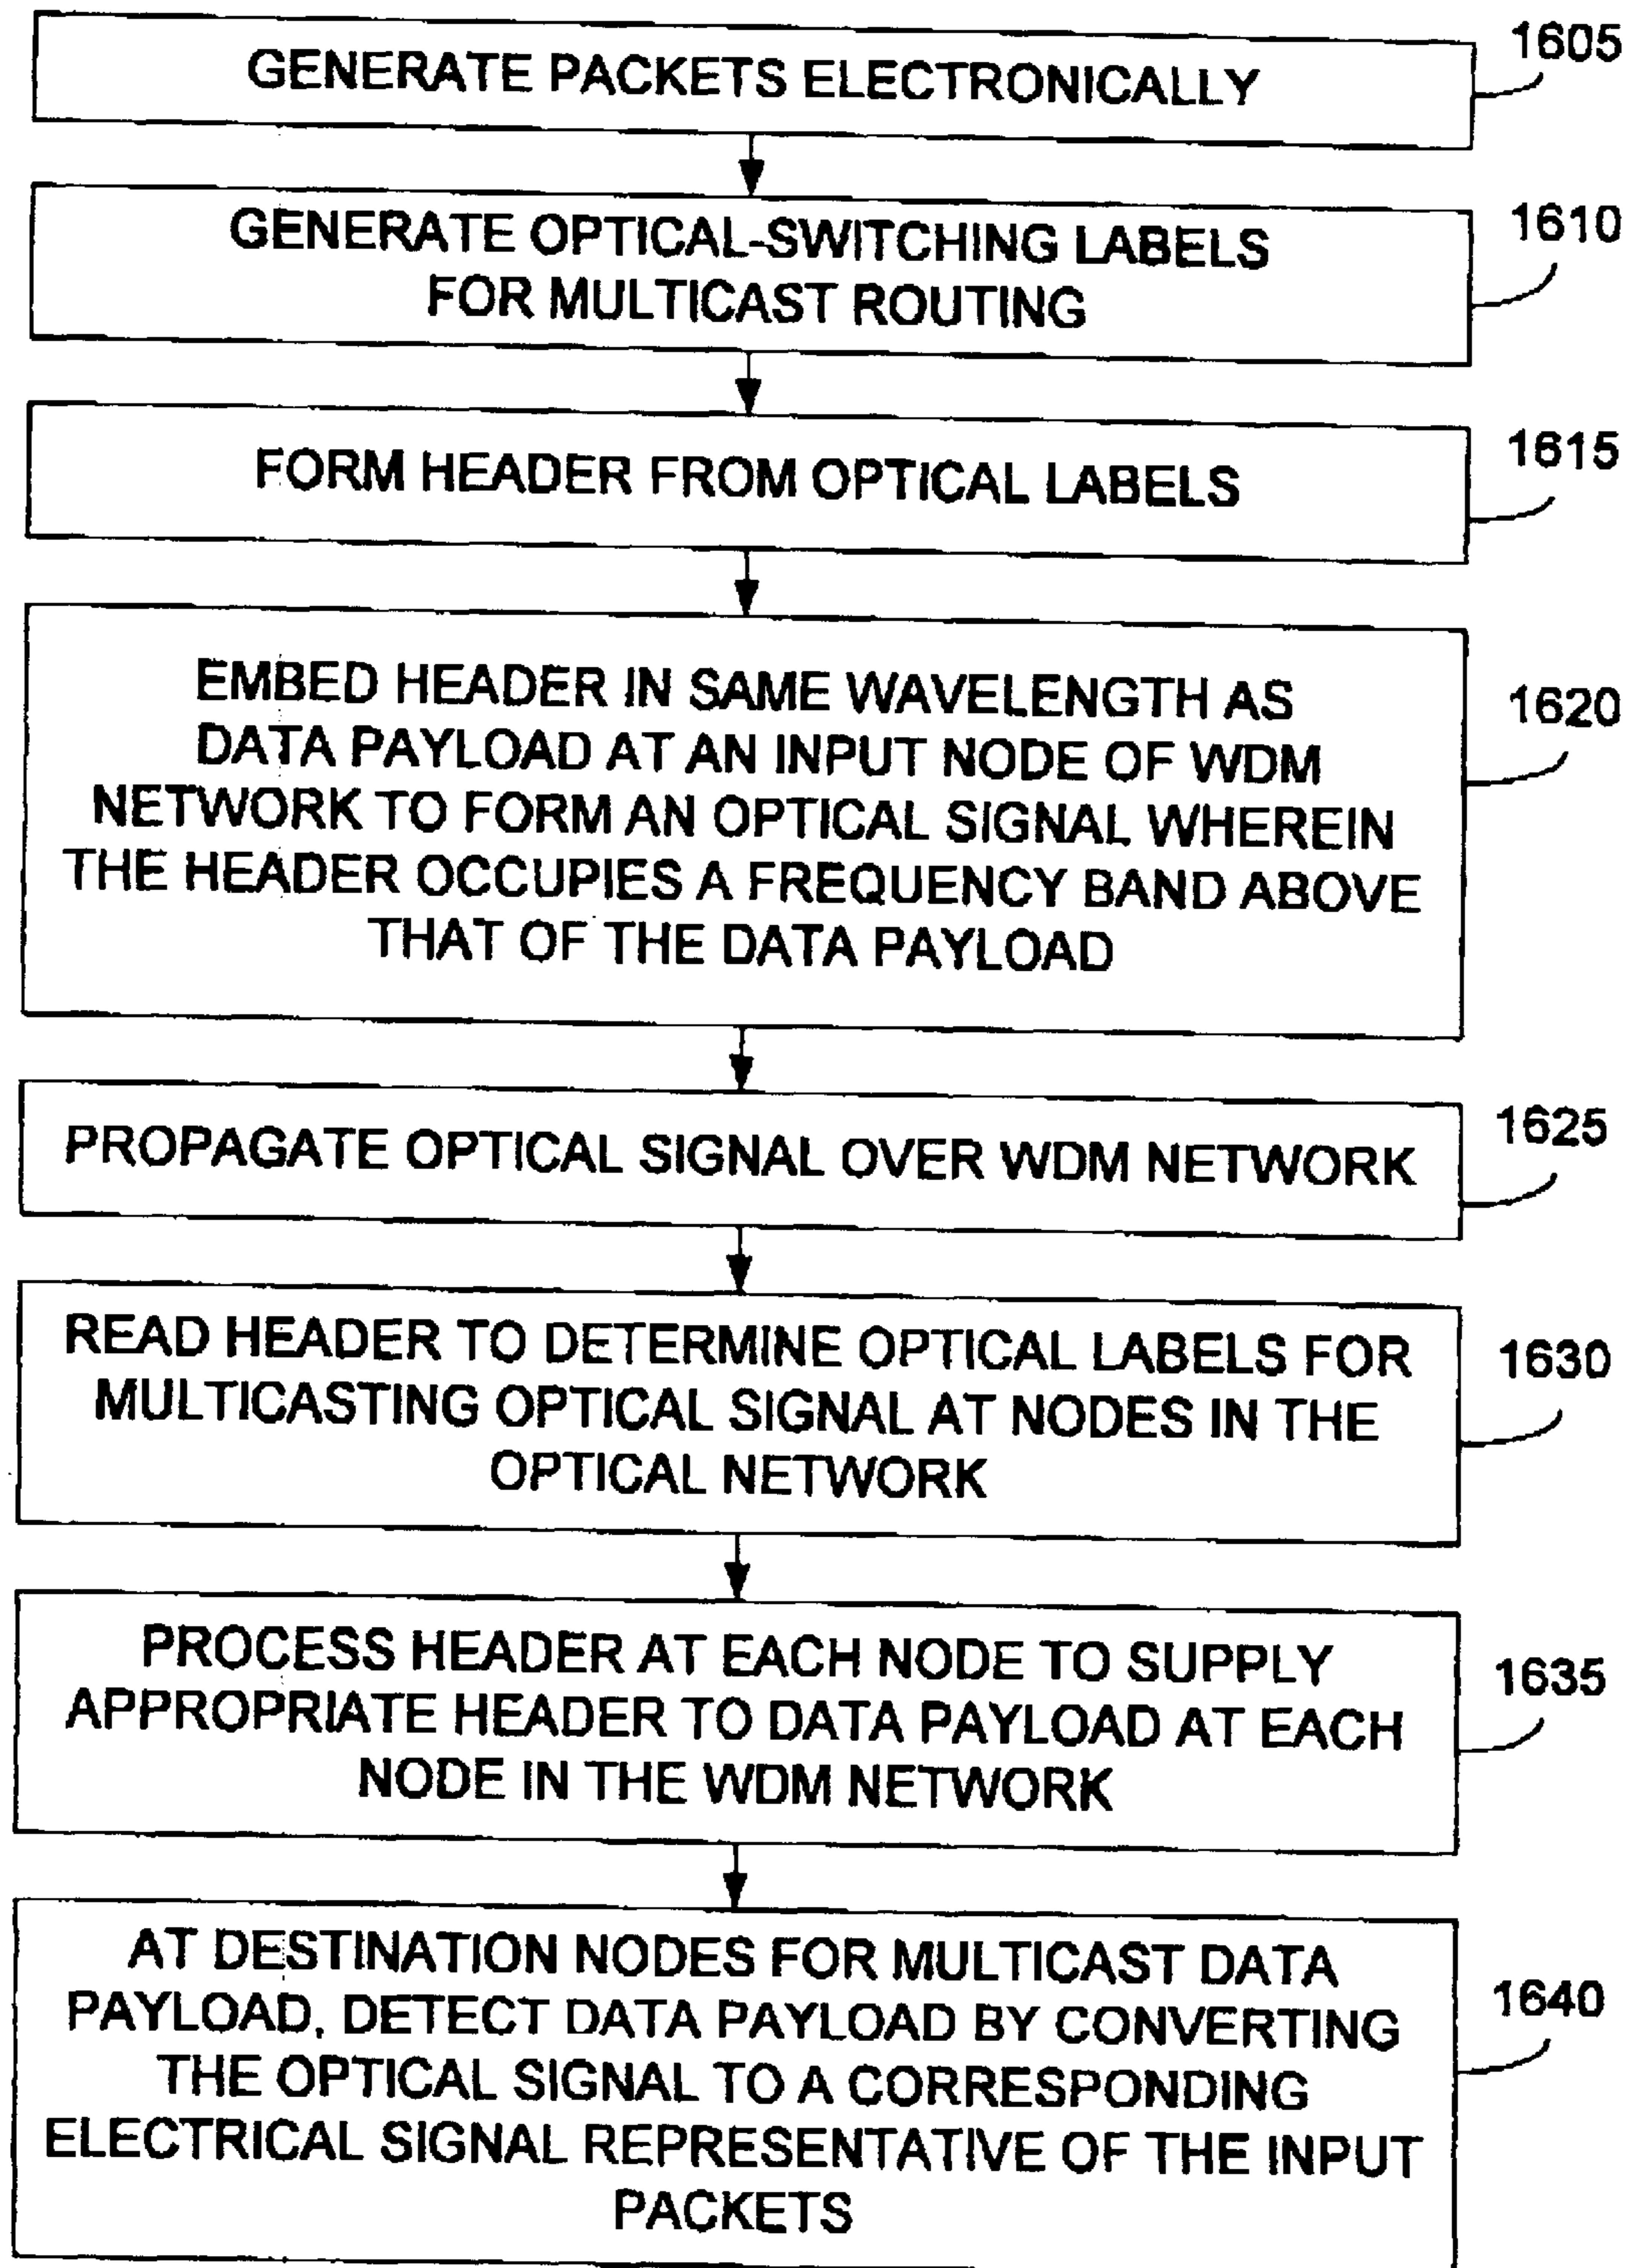 GENERATE PACKETS ELECTRONICALLY
1605
GENERATE OPTICAL-SWITCHING LABELS
FOR MULTICAST ROUTING
1610
FORM HEADER FROM OPTICAL LABELS
1615
EMBED HEADER IN SAME WAVELENGTH AS
DATA PAYLOAD AT AN INPUT NODE OF WDM
NETWORK TO FORM AN OPTICAL SIGNAL WHEREIN
THE HEADER OCCUPIES A FREQUENCY BAND ABOVE
THAT OF THE DATA PAYLOAD
1620
PROPAGATE OPTICAL SIGNAL OVER WDM NETWORK
1625
READ HEADER TO DETERMINE OPTICAL LABELS FOR
MULTICASTING OPTICAL SIGNAL AT NODES IN THE
OPTICAL NETWORK
1630
PROCESS HEADER AT EACH NODE TO SUPPLY
APPROPRIATE HEADER TO DATA PAYLOAD AT EACH
NODE IN THE WDM NETWORK
1635
AT DESTINATION NODES FOR MULTICAST DATA
PAYLOAD, DETECT DATA PAYLOAD BY CONVERTING
THE OPTICAL SIGNAL TO A CORRESPONDING
ELECTRICAL SIGNAL REPRESENTATIVE OF THE INPUT
PACKETS
1640